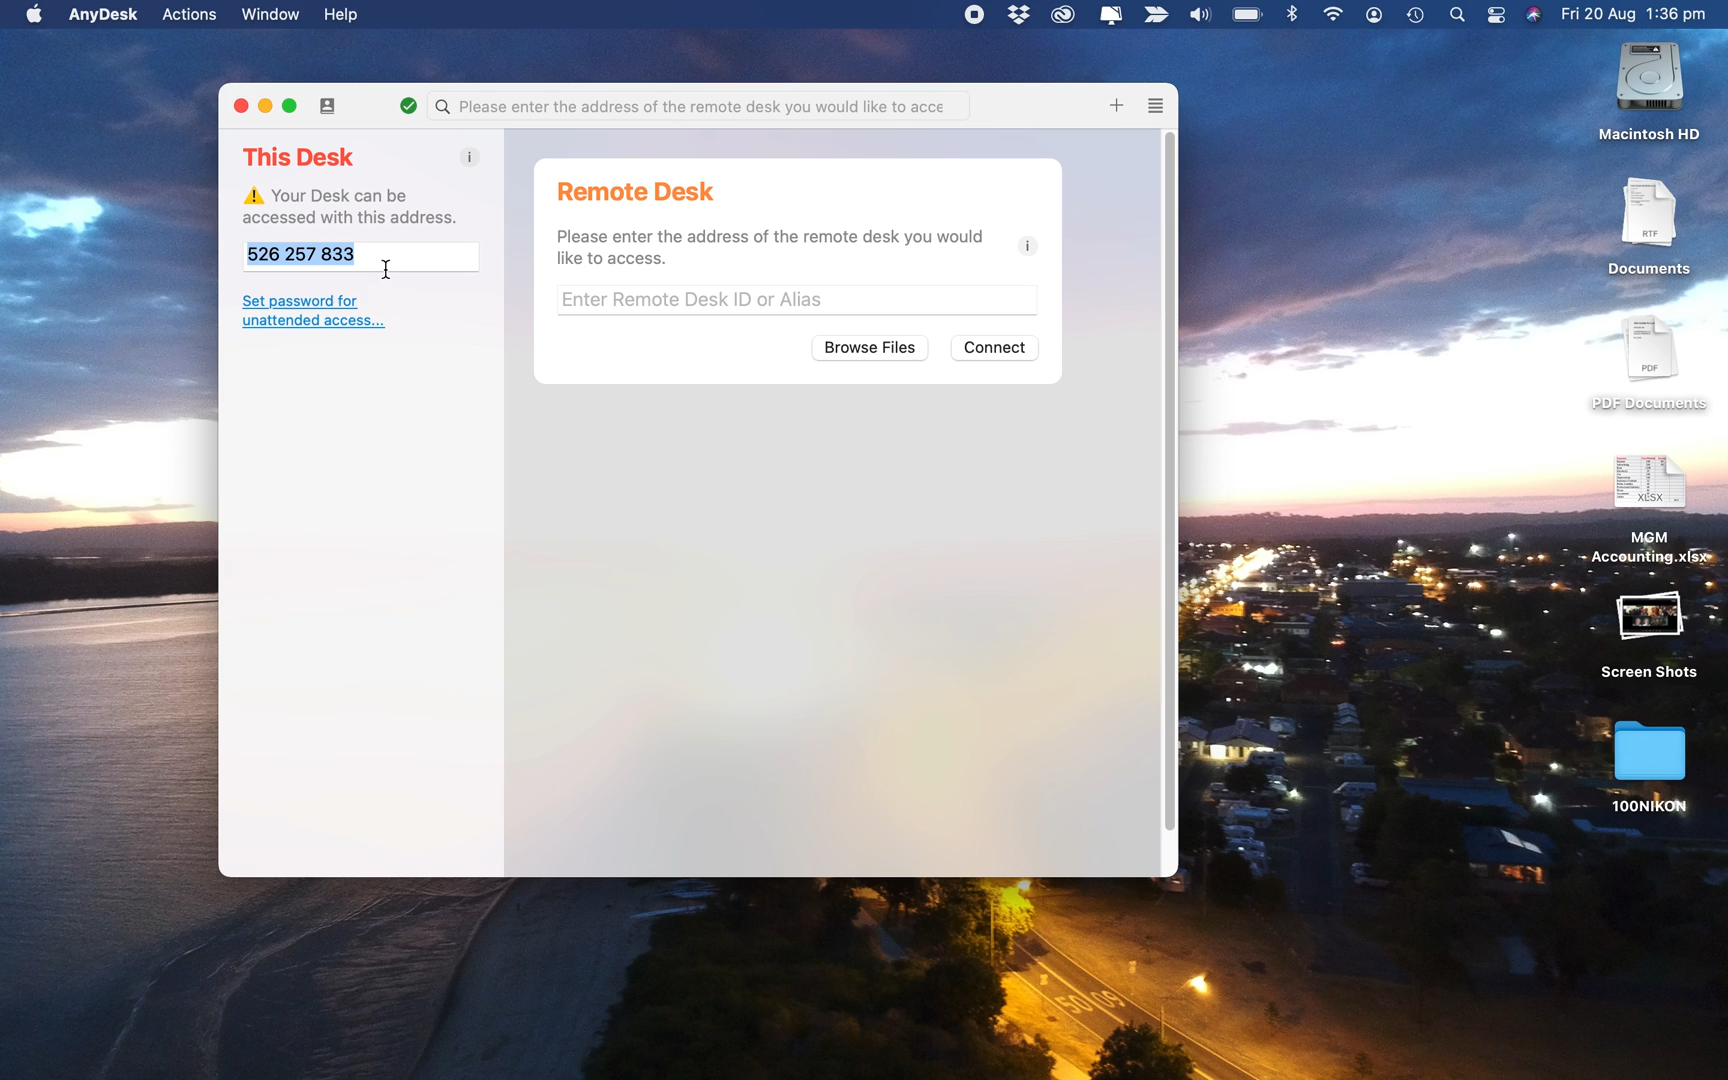 AnyDesk Actions Window Help Fri 20 Aug 1:36 pm
Please enter the address of the remote desk you would like to acce
This Desk
Your Desk can be
accessed with this address.
526 257 833
Set password for
unattended access...
Remote Desk
Please enter the address of the remote desk you would
like to access.
Enter Remote Desk ID or Alias
Browse Files Connect
Macintosh HD
RTF
Documents
PDF
PDF Documents
XLSX
MGM
Accounting.xlsx
Screen Shots
100NIKON